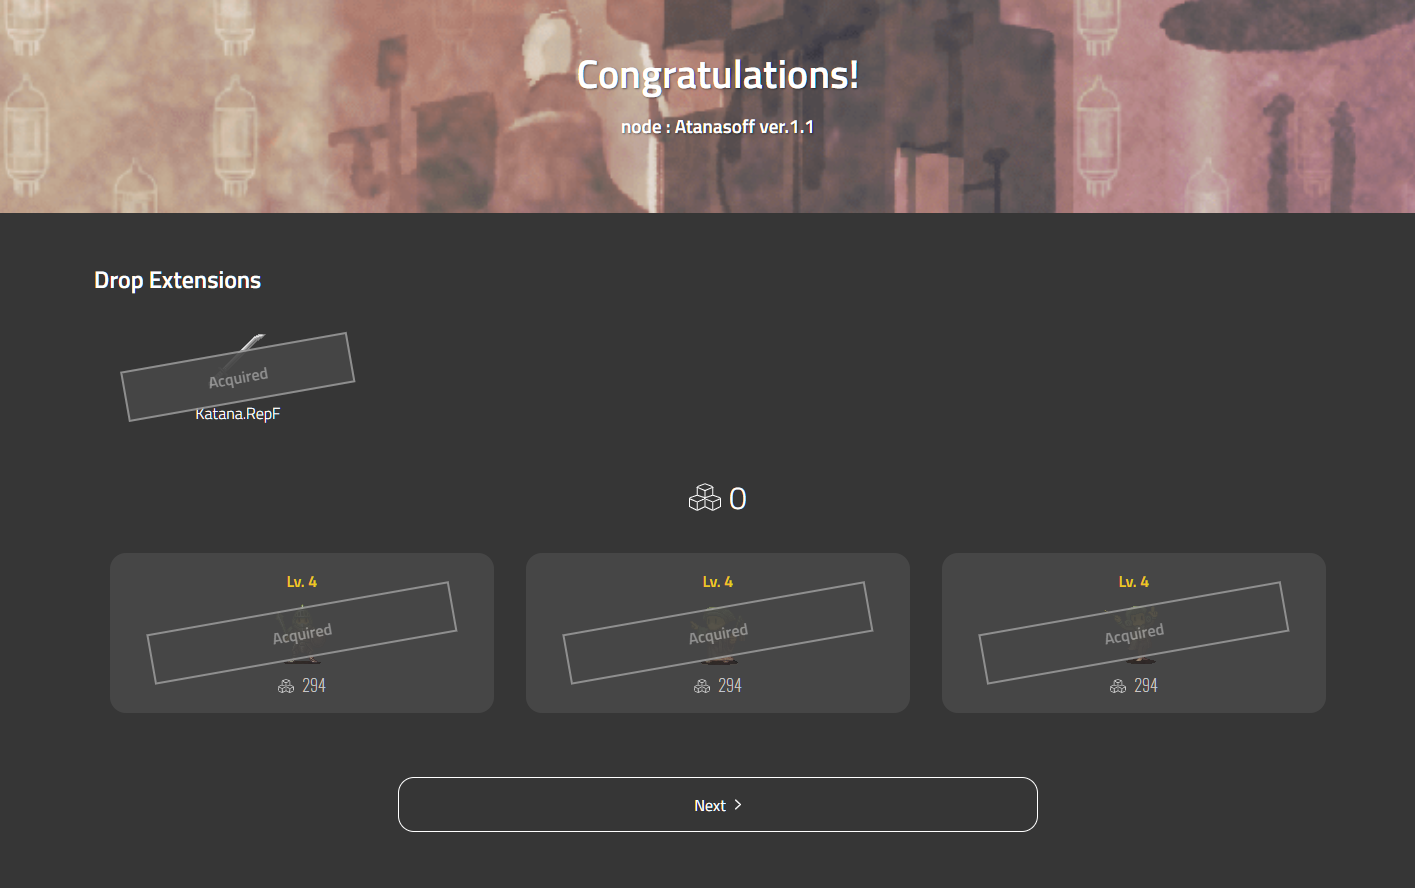 Congratulations!
node : Atanasoff ver.1.1
Drop Extensions
Acquired
Katana.RepF
0
Lv. 4
Acquired
294
Lv. 4
Acquired
294
Lv. 4
Acquired
294
Next >